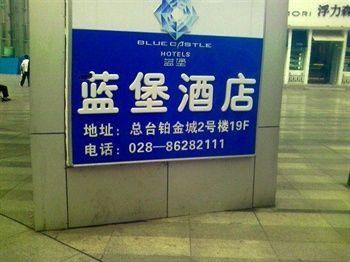 BLUE CASTLE
HOTELS
蓝堡
蓝堡酒店
地址：总台铂金城2号楼19F
电话：028—86282111
浮力森